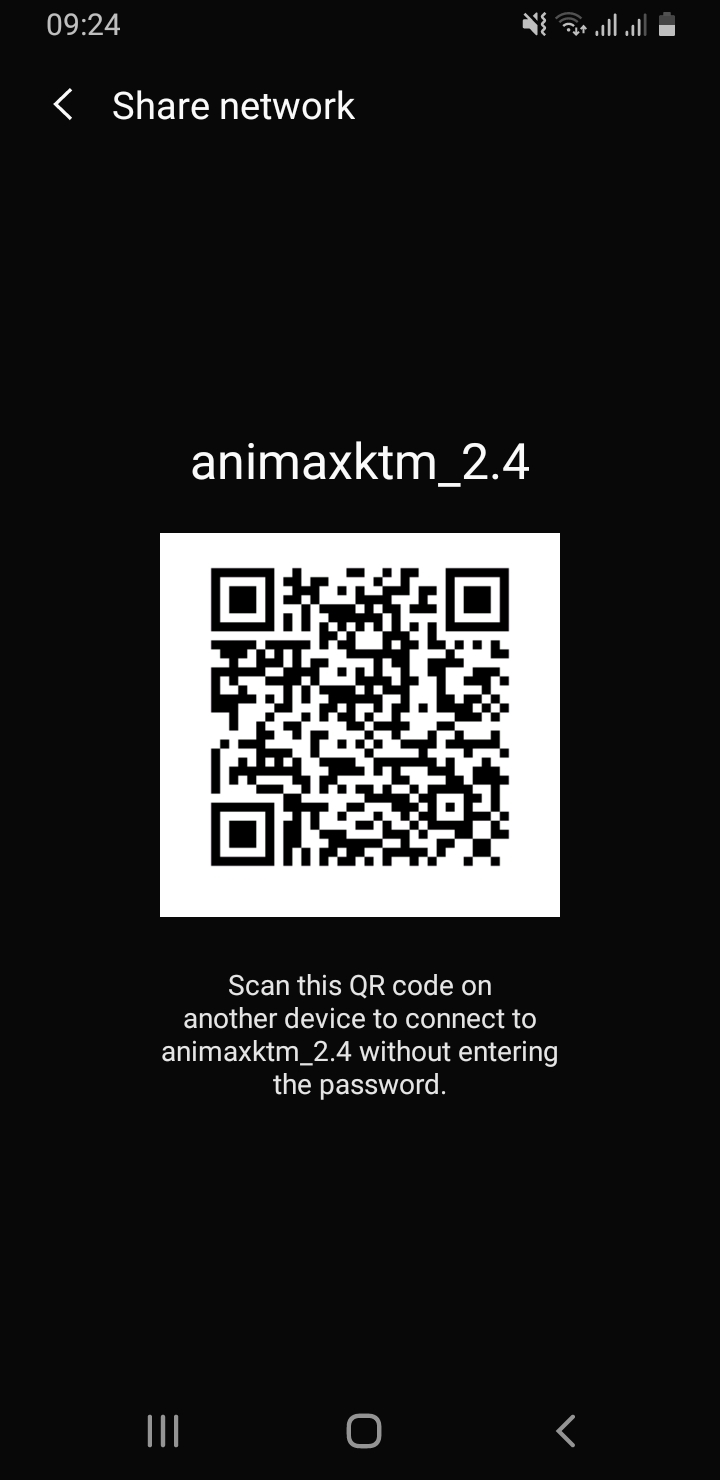 09:24
Share network
animaxktm_2.4
Scan this QR code on
another device to connect to
animaxktm_2.4 without entering
the password.